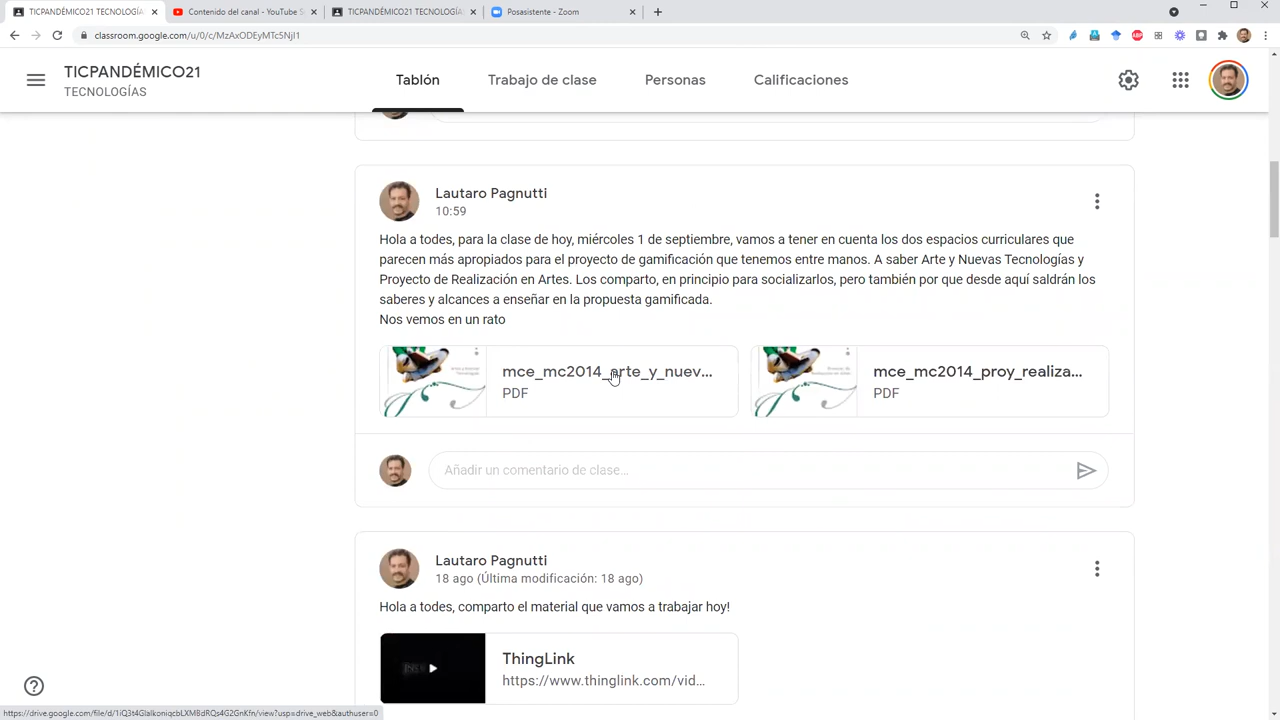 TICPANDÉMICO21 TECNOLOGÍA
Contenido del canal - YouTube S
TICPANDÉMICO21 TECNOLOGÍ
Posasistente - Zoom
classroom.google.com/u/0/c/MzAxODEyMTc5NjI1
TICPANDÉMICO21
TECNOLOGÍAS
Tablón
Trabajo de clase
Personas
Calificaciones
Lautaro Pagnutti
10:59
Hola a todes, para la clase de hoy, miércoles 1 de septiembre, vamos a tener en cuenta los dos espacios curriculares que
parecen más apropiados para el proyecto de gamificación que tenemos entre manos. A saber Arte y Nuevas Tecnologías y
Proyecto de Realización en Artes. Los comparto, en principio para socializarlos, pero también por que desde aquí saldrán los
saberes y alcances a enseñar en la propuesta gamificada.
Nos vemos en un rato
mce_mc2014_arte_y_nuev...
PDF
mce_mc2014_proy_realiza...
PDF
Añadir un comentario de clase...
Lautaro Pagnutti
18 ago (Última modificación: 18 ago)
Hola a todes, comparto el material que vamos a trabajar hoy!
ThingLink
https://www.thinglink.com/vid...